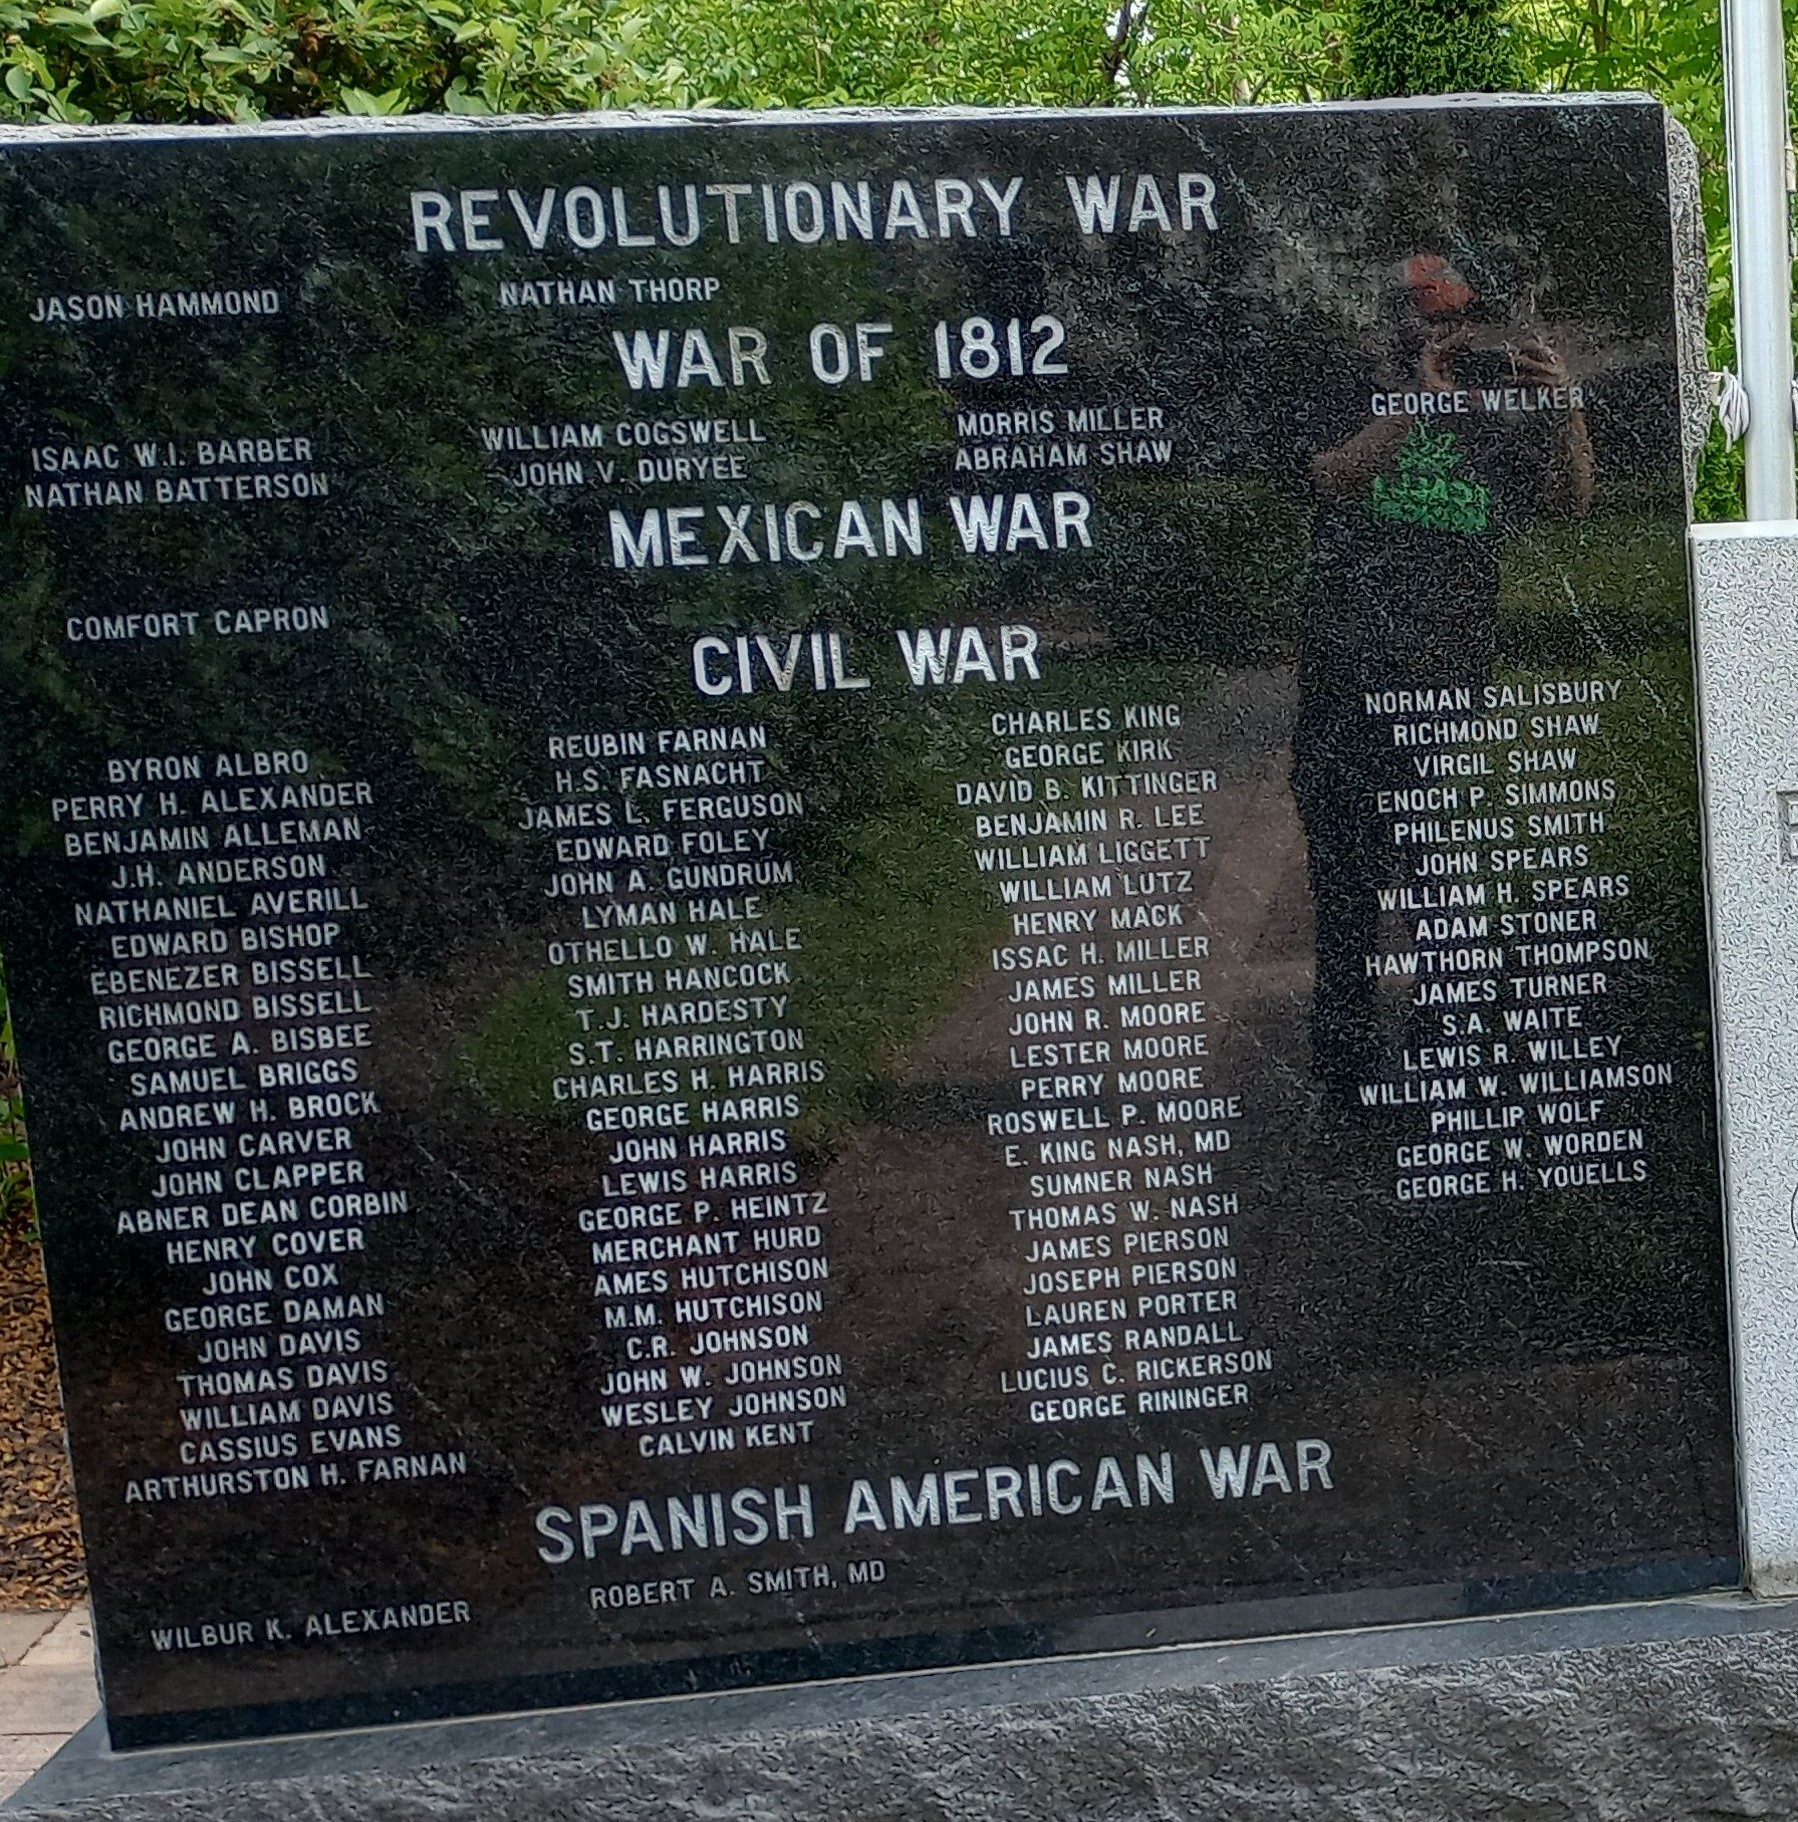 REVOLUTIONARY WAR
JASON HAMMOND
NATHAN THORP
WAR OF 1812
ISAAC W.I. BARBER
NATHAN BATTERSON
WILLIAM COGSWELL
JOHN V. DURYEE
MORRIS MILLER
ABRAHAM SHAW
GEORGE WELKER
MEXICAN WAR
COMFORT CAPRON
CIVIL WAR
BYRON ALBRO
PERRY H. ALEXANDER
BENJAMIN ALLEMAN
J.H. ANDERSON
NATHANIEL AVERILL
EDWARD BISHOP
EBENEZER BISSELL
RICHMOND BISSELL
GEORGE A. BISBEE
SAMUEL BRIGGS
ANDREW H. BROCK
JOHN CARVER
JOHN CLAPPER
ABNER DEAN CORBIN
HENRY COVER
JOHN COX
GEORGE DAMAN
JOHN DAVIS
THOMAS DAVIS
WILLIAM DAVIS
CASSIUS EVANS
ARTHURSTON H. FARNAN
REUBIN FARNAN
H.S. FASNACHT
JAMES L. FERGUSON
EDWARD FOLEY
JOHN A. GUNDRUM
LYMAN HALE
OTHELLO W. HALE
SMITH HANCOCK
T.J. HARDESTY
S.T. HARRINGTON
CHARLES H. HARRIS
GEORGE HARRIS
JOHN HARRIS
LEWIS HARRIS
GEORGE P. HEINTZ
MERCHANT HURD
AMES HUTCHISON
M.M. HUTCHISON
C.R. JOHNSON
JOHN W. JOHNSON
WESLEY JOHNSON
CALVIN KENT
CHARLES KING
GEORGE KIRK
DAVID B. KITTINGER
BENJAMIN R. LEE
WILLIAM LIGGETT
WILLIAM LUTZ
HENRY MACK
ISSAC H. MILLER
JAMES MILLER
JOHN R. MOORE
LESTER MOORE
PERRY MOORE
ROSWELL P. MOORE
E. KING NASH, MD
SUMNER NASH
THOMAS W. NASH
JAMES PIERSON
JOSEPH PIERSON
LAUREN PORTER
JAMES RANDALL
LUCIUS C. RICKERSON
GEORGE RININGER
NORMAN SALISBURY
RICHMOND SHAW
VIRGIL SHAW
ENOCH P. SIMMONS
PHILENUS SMITH
JOHN SPEARS
WILLIAM H. SPEARS
ADAM STONER
HAWTHORN THOMPSON
JAMES TURNER
S.A. WAITE
LEWIS R. WILLEY
WILLIAM W. WILLIAMSON
PHILLIP WOLF
GEORGE W. WORDEN
GEORGE H. YOUELLS
SPANISH AMERICAN WAR
WILBUR K. ALEXANDER
ROBERT A. SMITH, MD